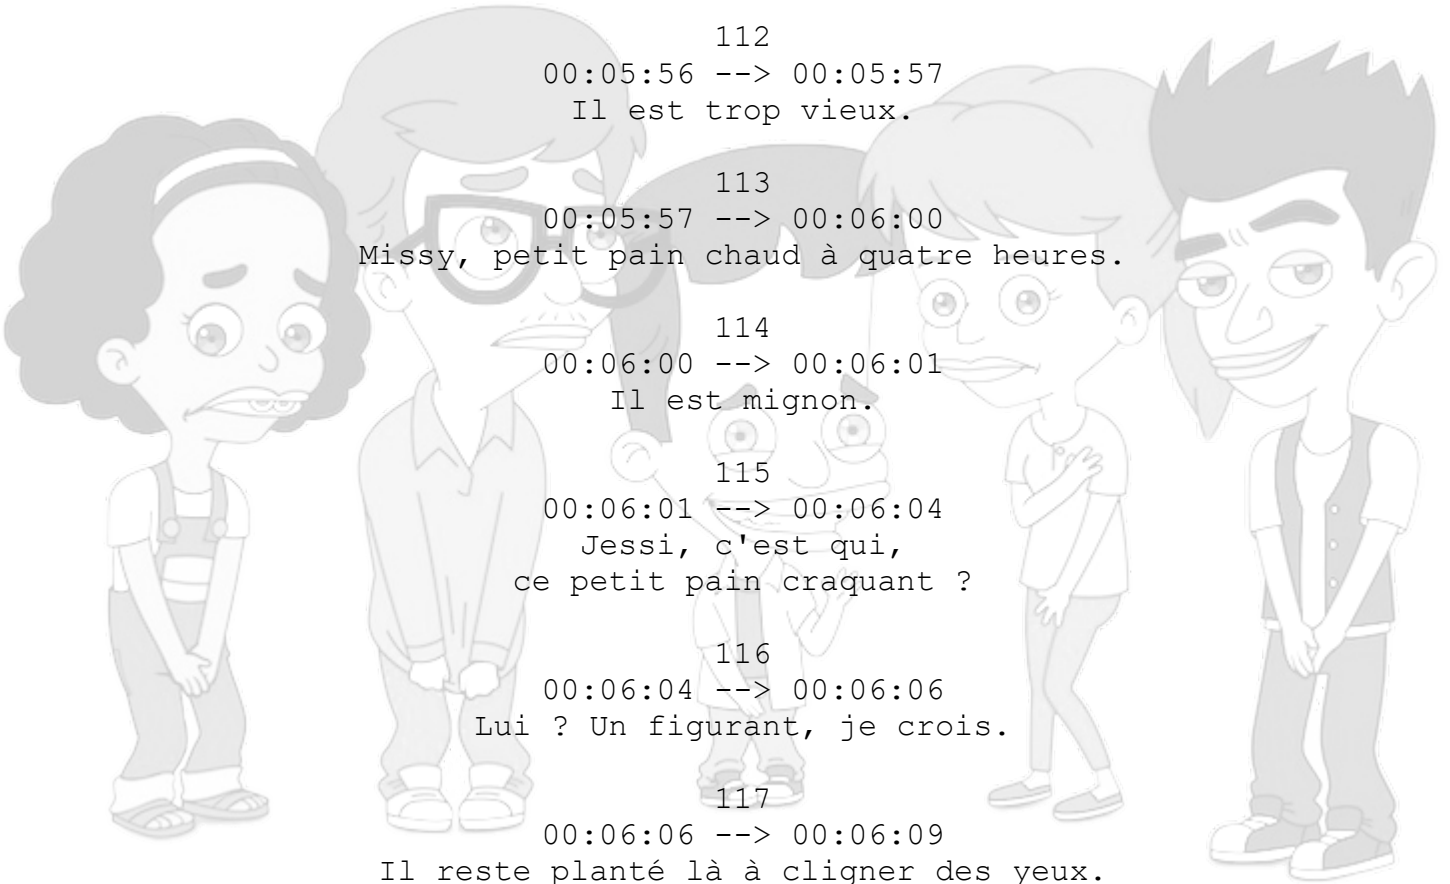 112
00:05:56 --> 00:05:57
Il est trop vieux.
113
00:05:57 --> 00:06:00
Missy, petit pain chaud à quatre heures.
114
00:06:00 --> 00:06:01
Il est mignon.
115
00:06:01 --> 00:06:04
Jessi, c'est qui,
ce petit pain craquant ?
116
00:06:04 --> 00:06:06
Lui ? Un figurant, je crois.
117
00:06:06 --> 00:06:09
Il reste planté là à cligner des yeux.